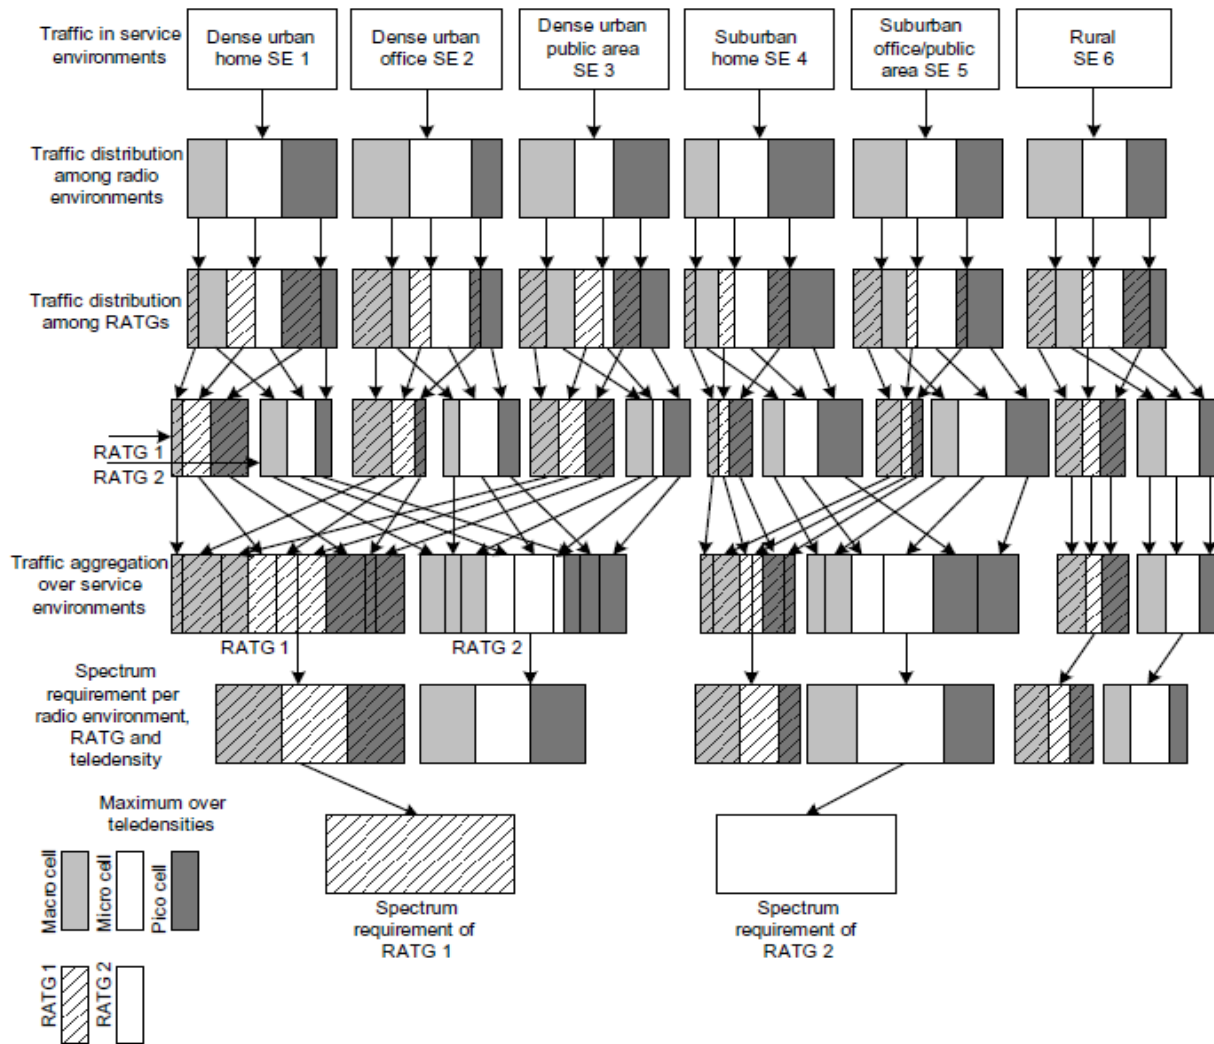 Traffic in service
environments
Dense urban
home SE 1
Dense urban
office SE 2
Dense urban
public area
SE 3
Suburban
home SE 4
Suburban
office/public
area SE 5
Rural
SE 6
Traffic distribution
among radio
environments
Traffic distribution
among RATGs
RATG 1
RATG 2
Traffic aggregation
over service
environments
RATG 1
RATG 2
Spectrum
requirement per
radio environment,
RATG and
teledensity
Maximum over
teledensities
Macro cell
Micro cell
Pico cell
RATG 1
RATG 2
Spectrum
requirement of
RATG 1
Spectrum
requirement of
RATG 2